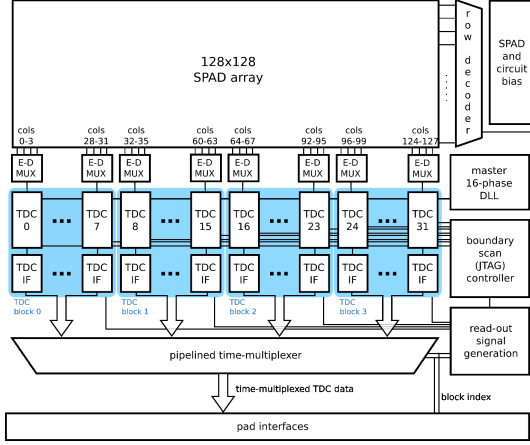 128x128
SPAD array
row decoder
SPAD
and
circuit
bias
cols
0-3
cols
28-31
cols
32-35
cols
60-63
cols
64-67
cols
92-95
cols
96-99
cols
124-127
E-D
MUX
E-D
MUX
E-D
MUX
E-D
MUX
E-D
MUX
E-D
MUX
E-D
MUX
E-D
MUX
master
16-phase
DLL
TDC
0
...
TDC
7
TDC
8
...
TDC
15
TDC
16
...
TDC
23
TDC
24
...
TDC
31
boundary
scan
(JTAG)
controller
TDC
IF
...
TDC
IF
TDC
IF
...
TDC
IF
TDC
IF
...
TDC
IF
TDC
IF
...
TDC
IF
TDC
block 0
TDC
block 1
TDC
block 2
TDC
block 3
read-out
signal
generation
pipelined time-multiplexer
time-multiplexed TDC data
block index
pad interfaces